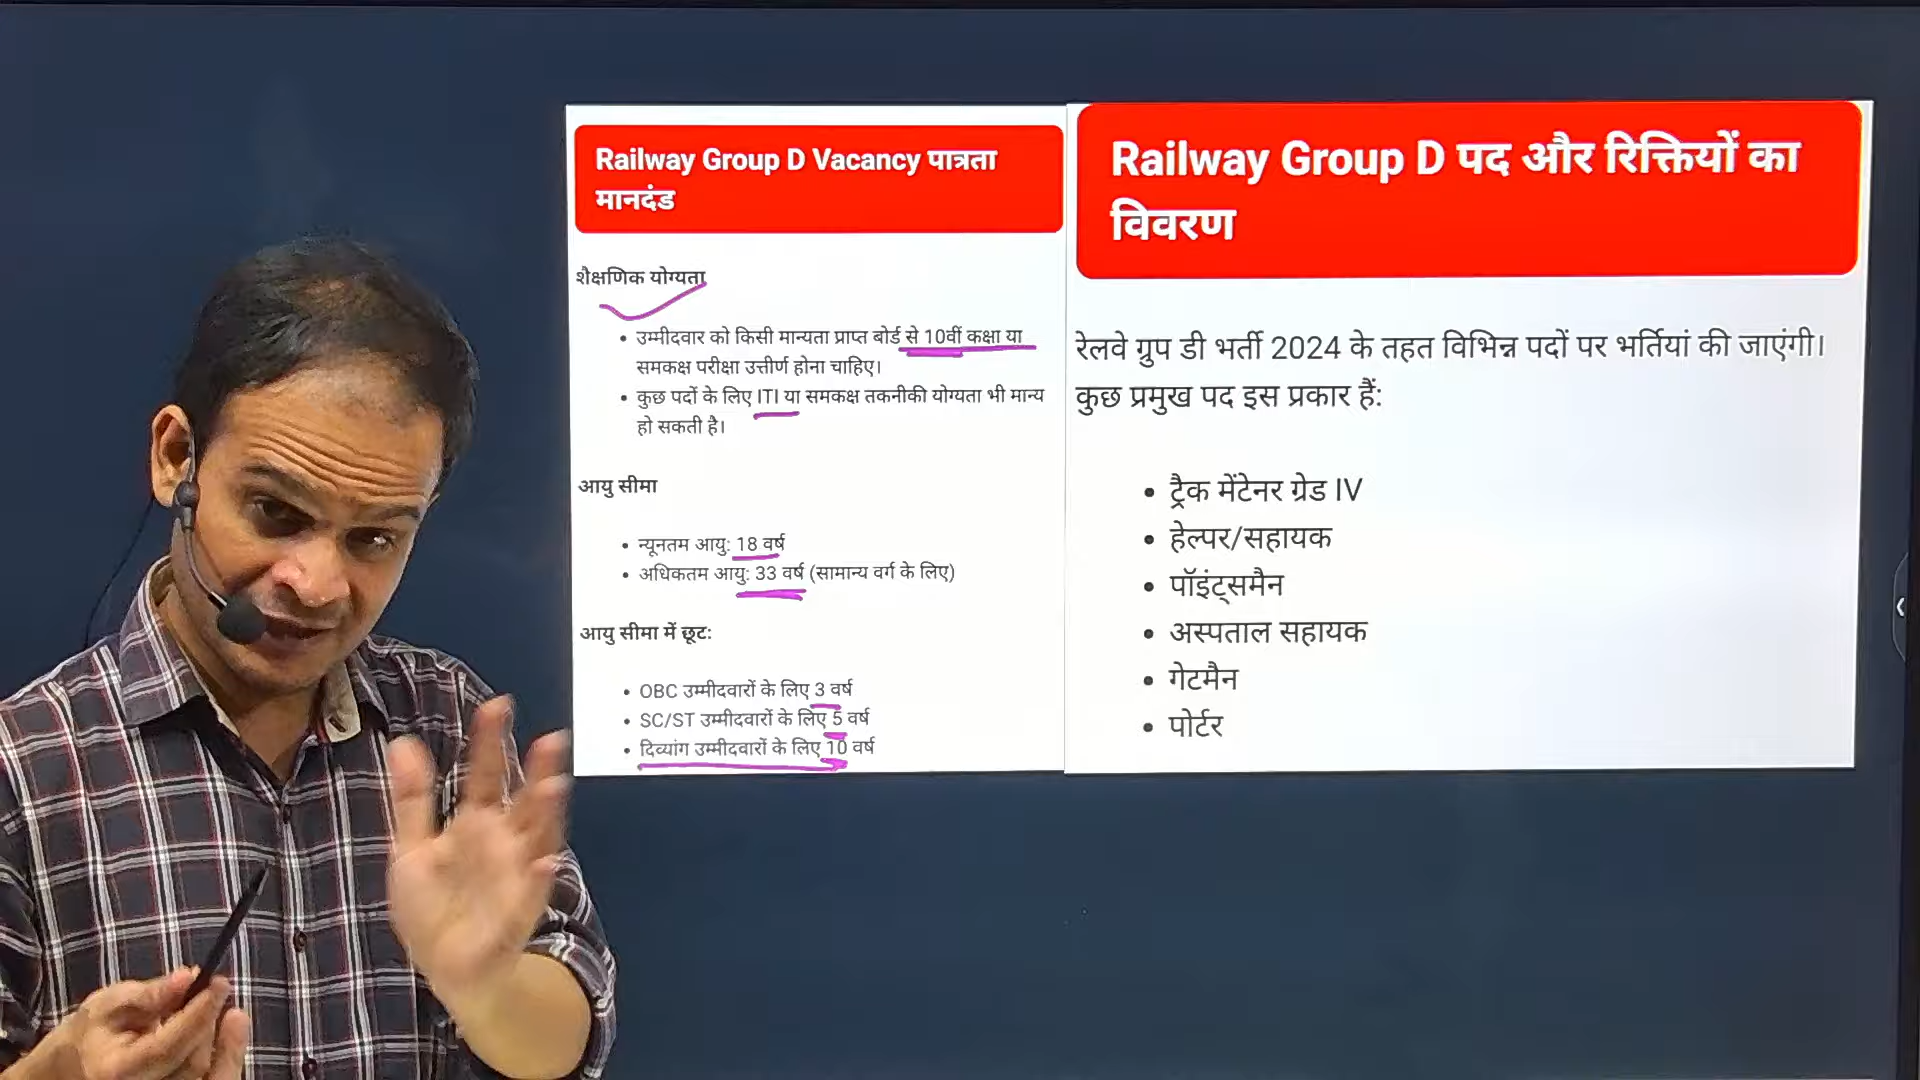 Railway Group D Vacancy पात्रता
मानदंड
शैक्षणिक योग्यता
• उम्मीदवार को किसी मान्यता प्राप्त बोर्ड से 10वीं कक्षा या
समकक्ष परीक्षा उत्तीर्ण होना चाहिए।
• कुछ पदों के लिए ITI या समकक्ष तकनीकी योग्यता भी मान्य
हो सकती है।
आयु सीमा
• न्यूनतम आयु: 18 वर्ष
• अधिकतम आयु: 33 वर्ष (सामान्य वर्ग के लिए)
आयु सीमा में छूट:
• OBC उम्मीदवारों के लिए 3 वर्ष
• SC/ST उम्मीदवारों के लिए 5 वर्ष
• दिव्यांग उम्मीदवारों के लिए 10 वर्ष
Railway Group D पद और रिक्तियों का
विवरण
रेलवे ग्रुप डी भर्ती 2024 के तहत विभिन्न पदों पर भर्तियां की जाएंगी।
कुछ प्रमुख पद इस प्रकार हैं:
• ट्रैक मेंटेनर ग्रेड IV
• हेल्पर/सहायक
• पॉइंट्समैन
• अस्पताल सहायक
• गेटमैन
• पोर्टर